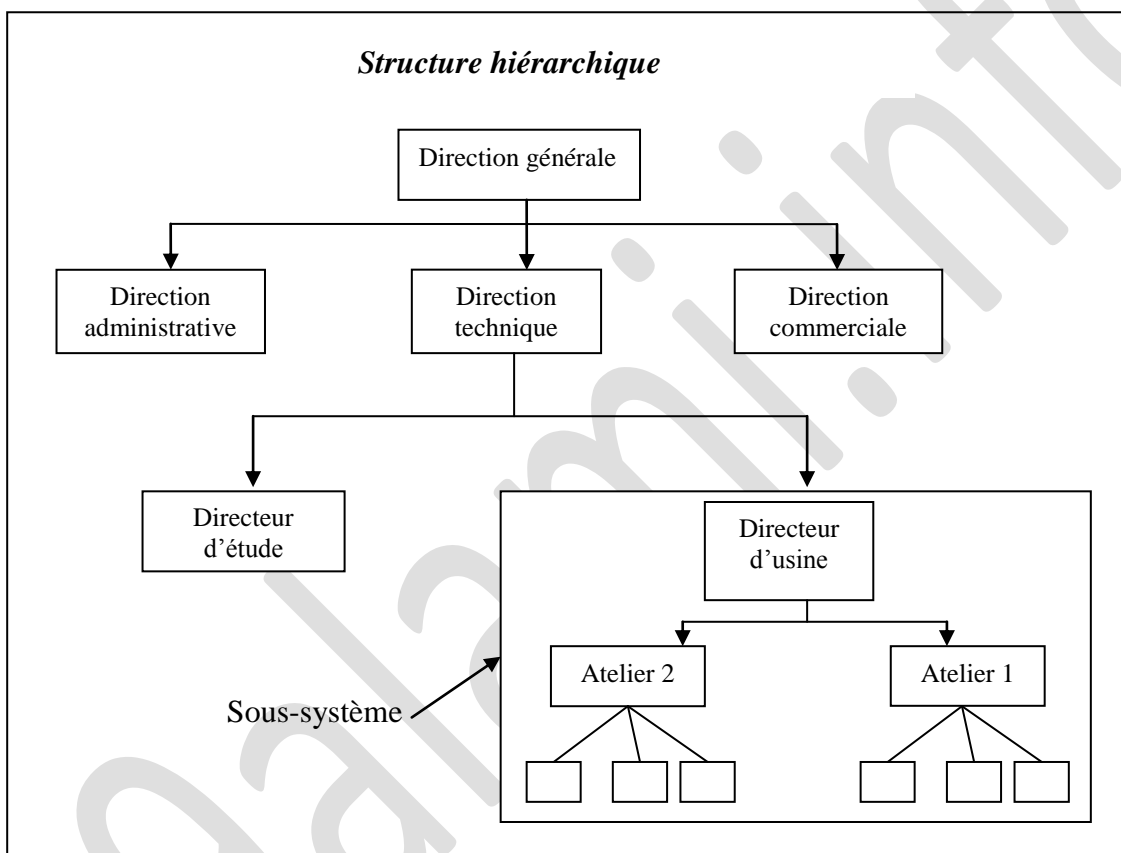 Structure hiérarchique
Direction générale
Direction
administrative
Direction
technique
Direction
commerciale
Directeur
d'étude
Directeur
d'usine
Atelier 2
Atelier 1
Sous-système